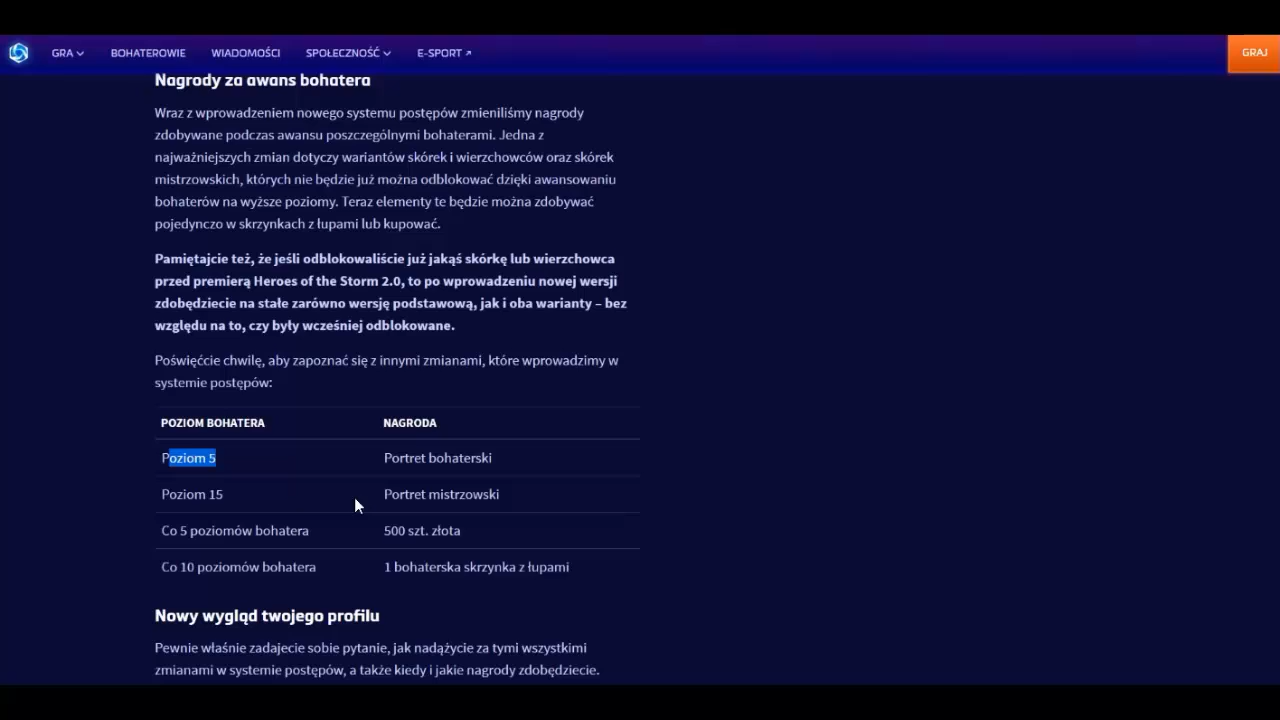 GRA BOHATEROWIE WIADOMOŚCI SPOŁECZNOŚĆ E-SPORT GRAJ
Nagrody za awans bohatera
Wraz z wprowadzeniem nowego systemu postępów zmieniliśmy nagrody
zdobywane podczas awansu poszczególnymi bohaterami. Jedna z
najważniejszych zmian dotyczy wariantów skórek i wierzchowców oraz skórek
mistrzowskich, których nie będzie już można odblokować dzięki awansowaniu
bohaterów na wyższe poziomy. Teraz elementy te będzie można zdobywać
pojedynczo w skrzynkach z łupami lub kupować.
Pamiętajcie też, że jeśli odblokowaliście już jakąś skórkę lub wierzchowca
przed premierą Heroes of the Storm 2.0, to po wprowadzeniu nowej wersji
zdobędziecie na stałe zarówno wersję podstawową, jak i oba warianty – bez
względu na to, czy były wcześniej odblokowane.
Poświęćcie chwilę, aby zapoznać się z innymi zmianami, które wprowadzimy w
systemie postępów:
POZIOM BOHATERA NAGRODA
Poziom 5 Portret bohaterski
Poziom 15 Portret mistrzowski
Co 5 poziomów bohatera 500 szt. złota
Co 10 poziomów bohatera 1 bohaterska skrzynka z łupami
Nowy wygląd twojego profilu
Pewnie właśnie zadajecie sobie pytanie, jak nadążycie za tymi wszystkimi
zmianami w systemie postępów, a także kiedy i jakie nagrody zdobędziecie.